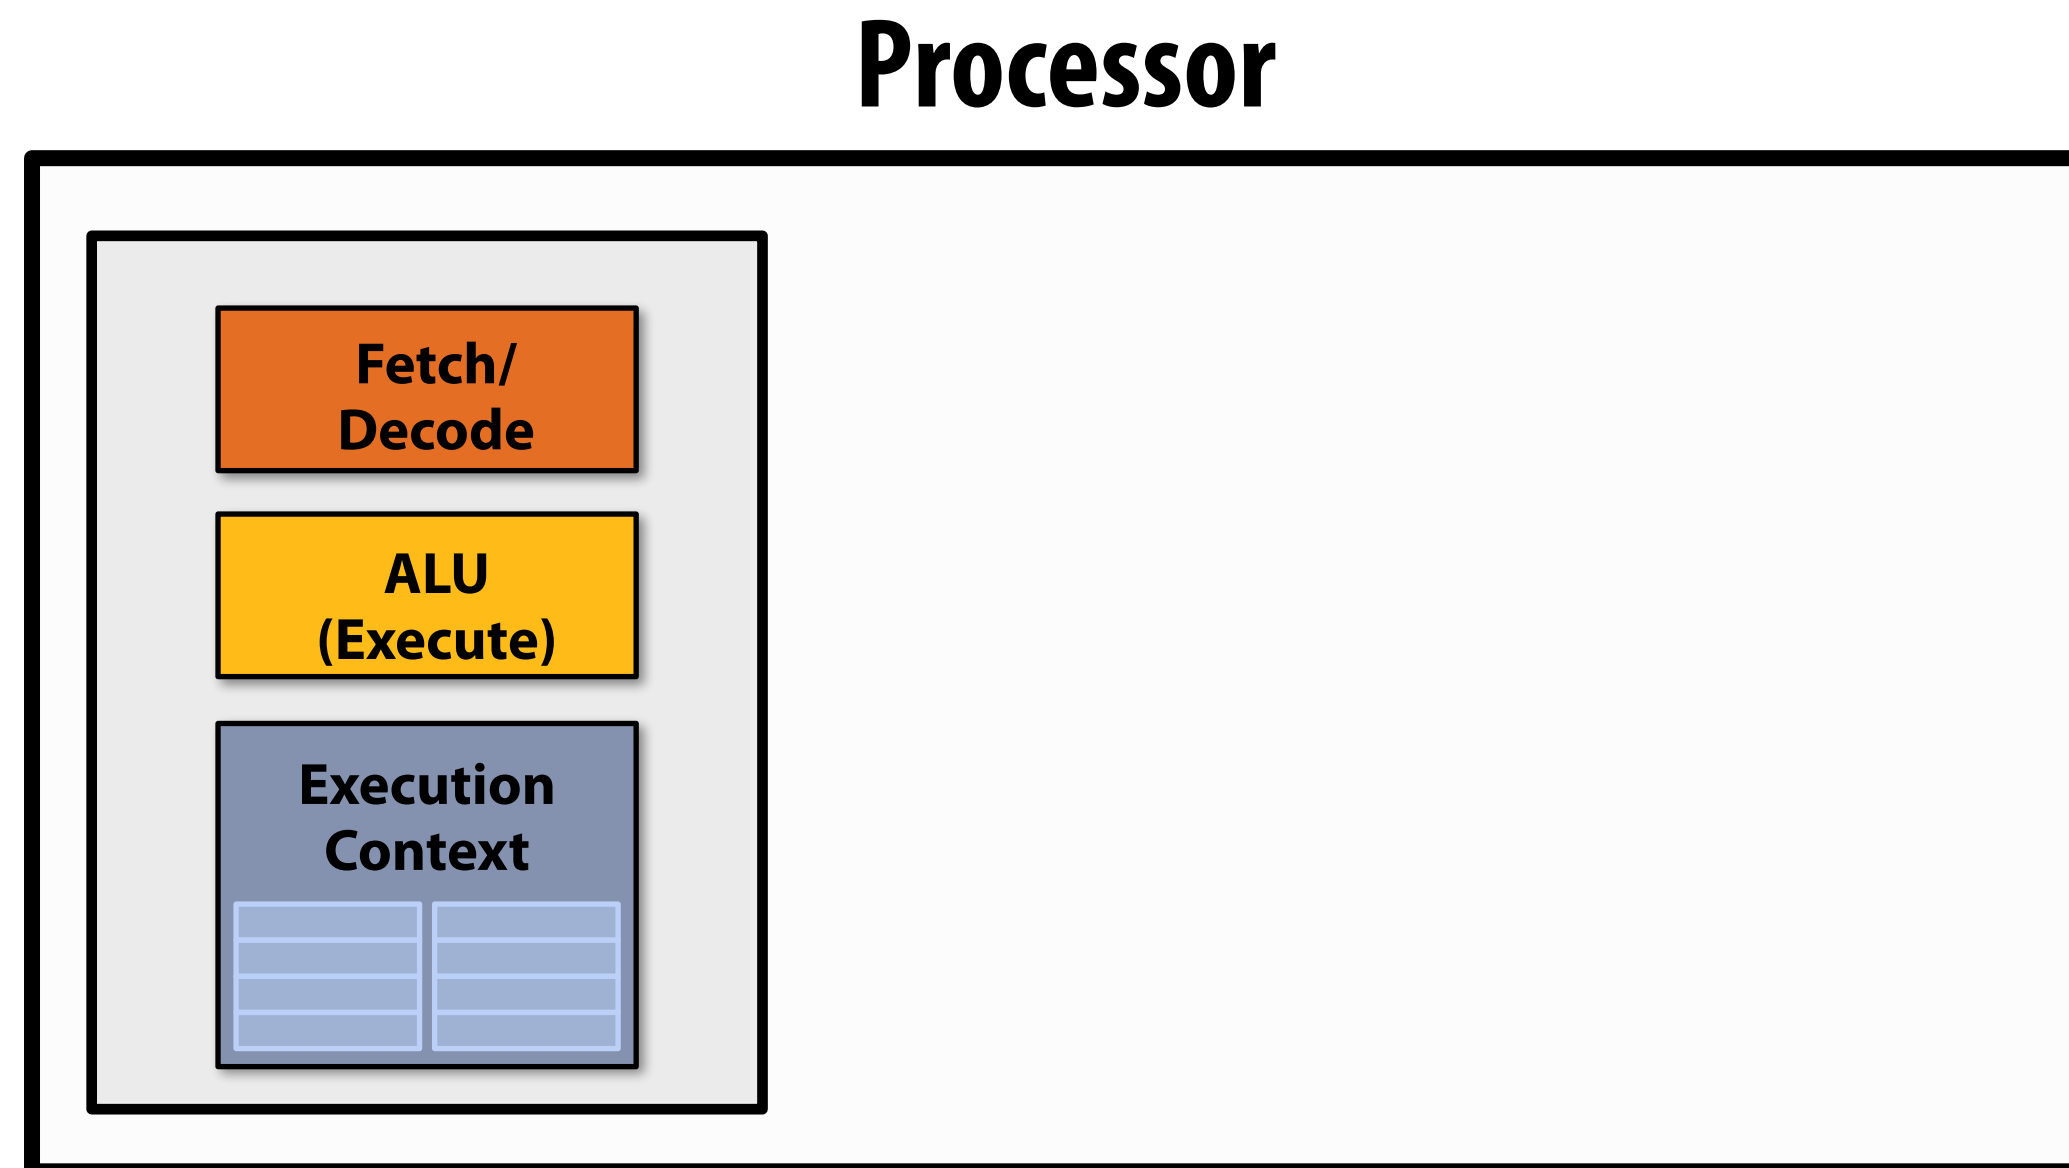 Processor
Fetch/
Decode
ALU
(Execute)
Execution
Context